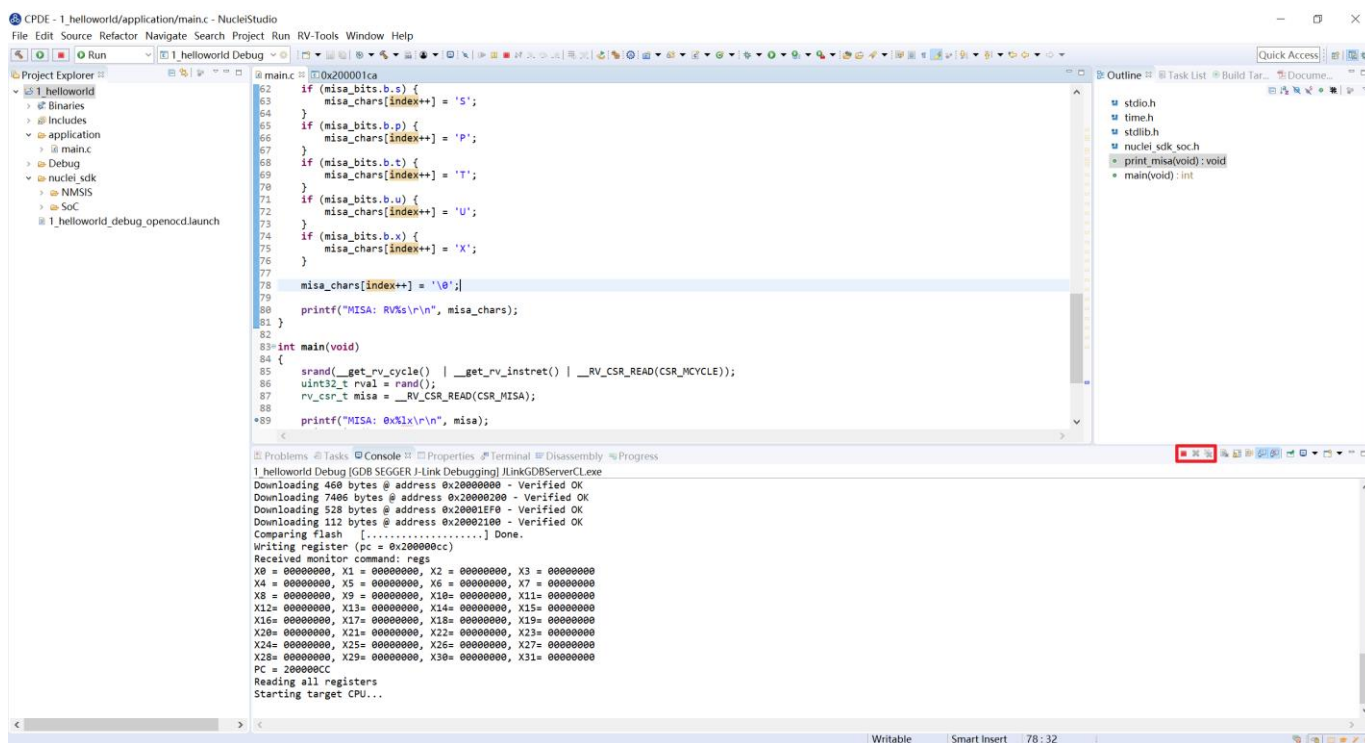 CPDE - 1_helloworld/application/main.c - NucleiStudio
File Edit Source Refactor Navigate Search Project Run RV-Tools Window Help
Run
1_helloworld Debug
Quick Access
Project Explorer
1_helloworld
Binaries
Includes
application
main.c
Debug
nuclei_sdk
NMSIS
SoC
1_helloworld_debug_openocd.launch
main.c 0x200001ca
62 if (misa_bits.b.s) {
63 misa_chars[index++] = 'S';
64 }
65 if (misa_bits.b.p) {
66 misa_chars[index++] = 'P';
67 }
68 if (misa_bits.b.t) {
69 misa_chars[index++] = 'T';
70 }
71 if (misa_bits.b.u) {
72 misa_chars[index++] = 'U';
73 }
74 if (misa_bits.b.x) {
75 misa_chars[index++] = 'X';
76 }
77
78 misa_chars[index++] = '\0';
79
80 printf("MISA: RV%s\r\n", misa_chars);
81 }
82
83 int main(void)
84 {
85 srand(__get_rv_cycle() | __get_rv_instret() | __RV_CSR_READ(CSR_MCYCLE));
86 uint32_t rval = rand();
87 rv_csr_t misa = __RV_CSR_READ(CSR_MISA);
88
89 printf("MISA: 0x%lx\r\n", misa);
Outline Task List Build Tar... Docume...
stdio.h
time.h
stdlib.h
nuclei_sdk_soc.h
print_misa(void) : void
main(void) : int
Problems Tasks Console Properties Terminal Disassembly Progress
1_helloworld Debug [GDB SEGGER J-Link Debugging] JLinkGDBServerCL.exe
Downloading 460 bytes @ address 0x20000000 - Verified OK
Downloading 7406 bytes @ address 0x20000200 - Verified OK
Downloading 528 bytes @ address 0x20001EF0 - Verified OK
Downloading 112 bytes @ address 0x20002100 - Verified OK
Comparing flash [....................] Done.
Writing register (pc = 0x200000cc)
Received monitor command: regs
X0 = 00000000, X1 = 00000000, X2 = 00000000, X3 = 00000000
X4 = 00000000, X5 = 00000000, X6 = 00000000, X7 = 00000000
X8 = 00000000, X9 = 00000000, X10= 00000000, X11= 00000000
X12= 00000000, X13= 00000000, X14= 00000000, X15= 00000000
X16= 00000000, X17= 00000000, X18= 00000000, X19= 00000000
X20= 00000000, X21= 00000000, X22= 00000000, X23= 00000000
X24= 00000000, X25= 00000000, X26= 00000000, X27= 00000000
X28= 00000000, X29= 00000000, X30= 00000000, X31= 00000000
PC = 200000CC
Reading all registers
Starting target CPU...
Writable Smart Insert 78 : 32